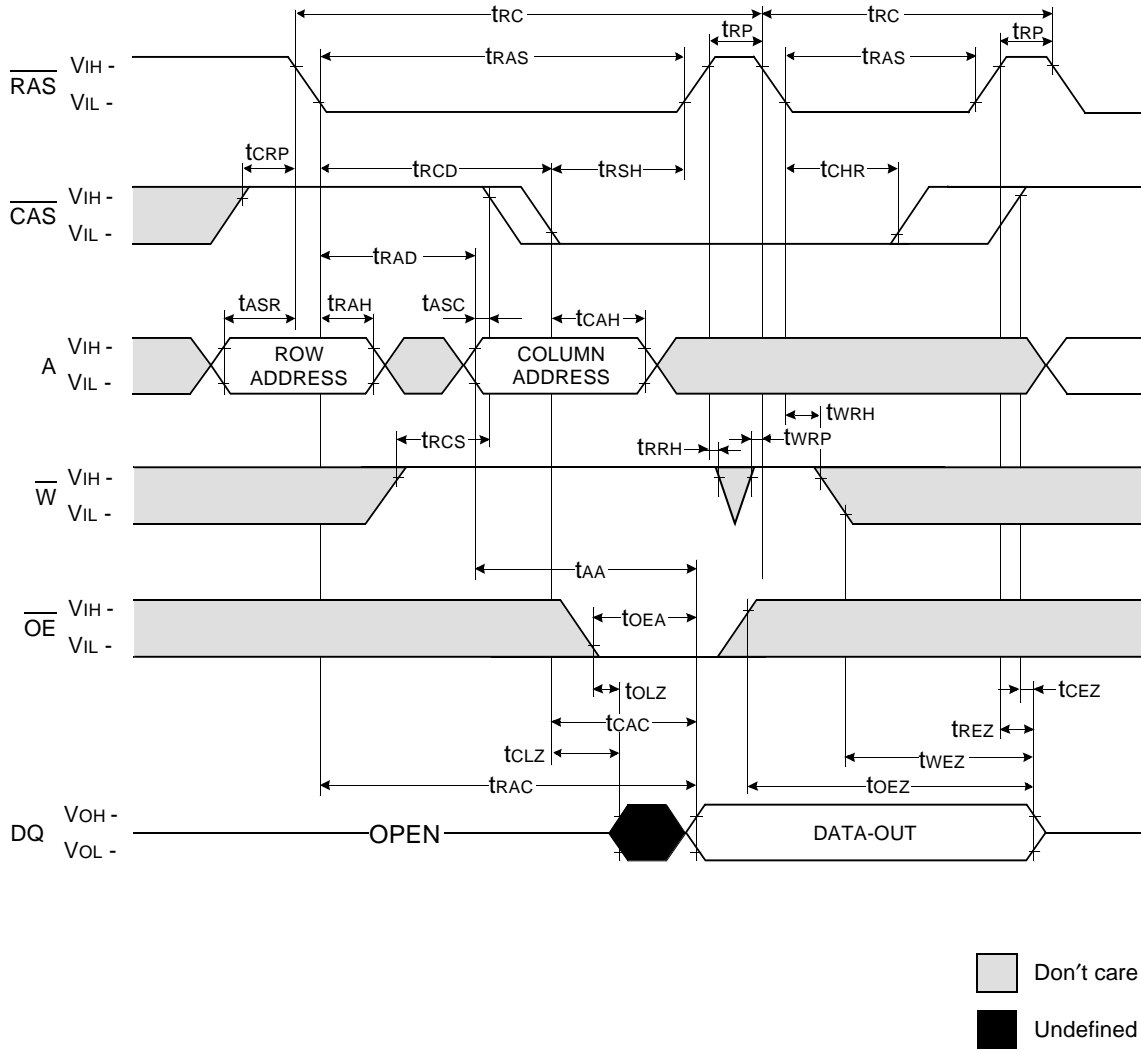 tRC tRC
tRP tRP
tRAS tRAS
RAS
VIH -
VIL -
tCRP tRCD tRSH tCHR
CAS
VIH -
VIL -
tRAD
tASR tRAH tASC tCAH
A
VIH -
VIL -
ROW
ADDRESS
COLUMN
ADDRESS
tWRH
tRCS tRRH tWRP
W
VIH -
VIL -
tAA
OE
VIH -
VIL -
tOEA
tOLZ tCEZ
tCAC tREZ
tCLZ tWEZ
tRAC tOEZ
DQ
VOH -
VOL -
OPEN
DATA-OUT
Don′t care
Undefined